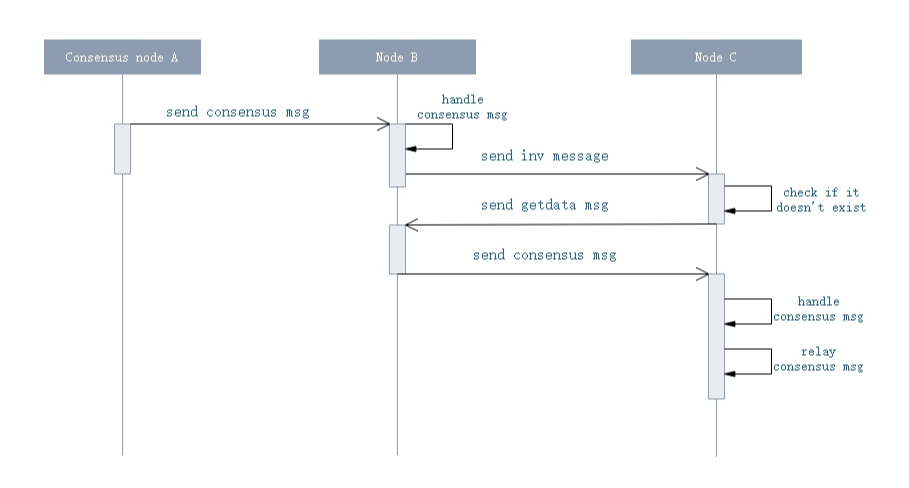 Consensus node A
Node B
Node C
send consensus msg
handle
consensus msg
send inv message
check if it
doesn't exist
send getdata msg
send consensus msg
handle
consensus msg
relay
consensus msg